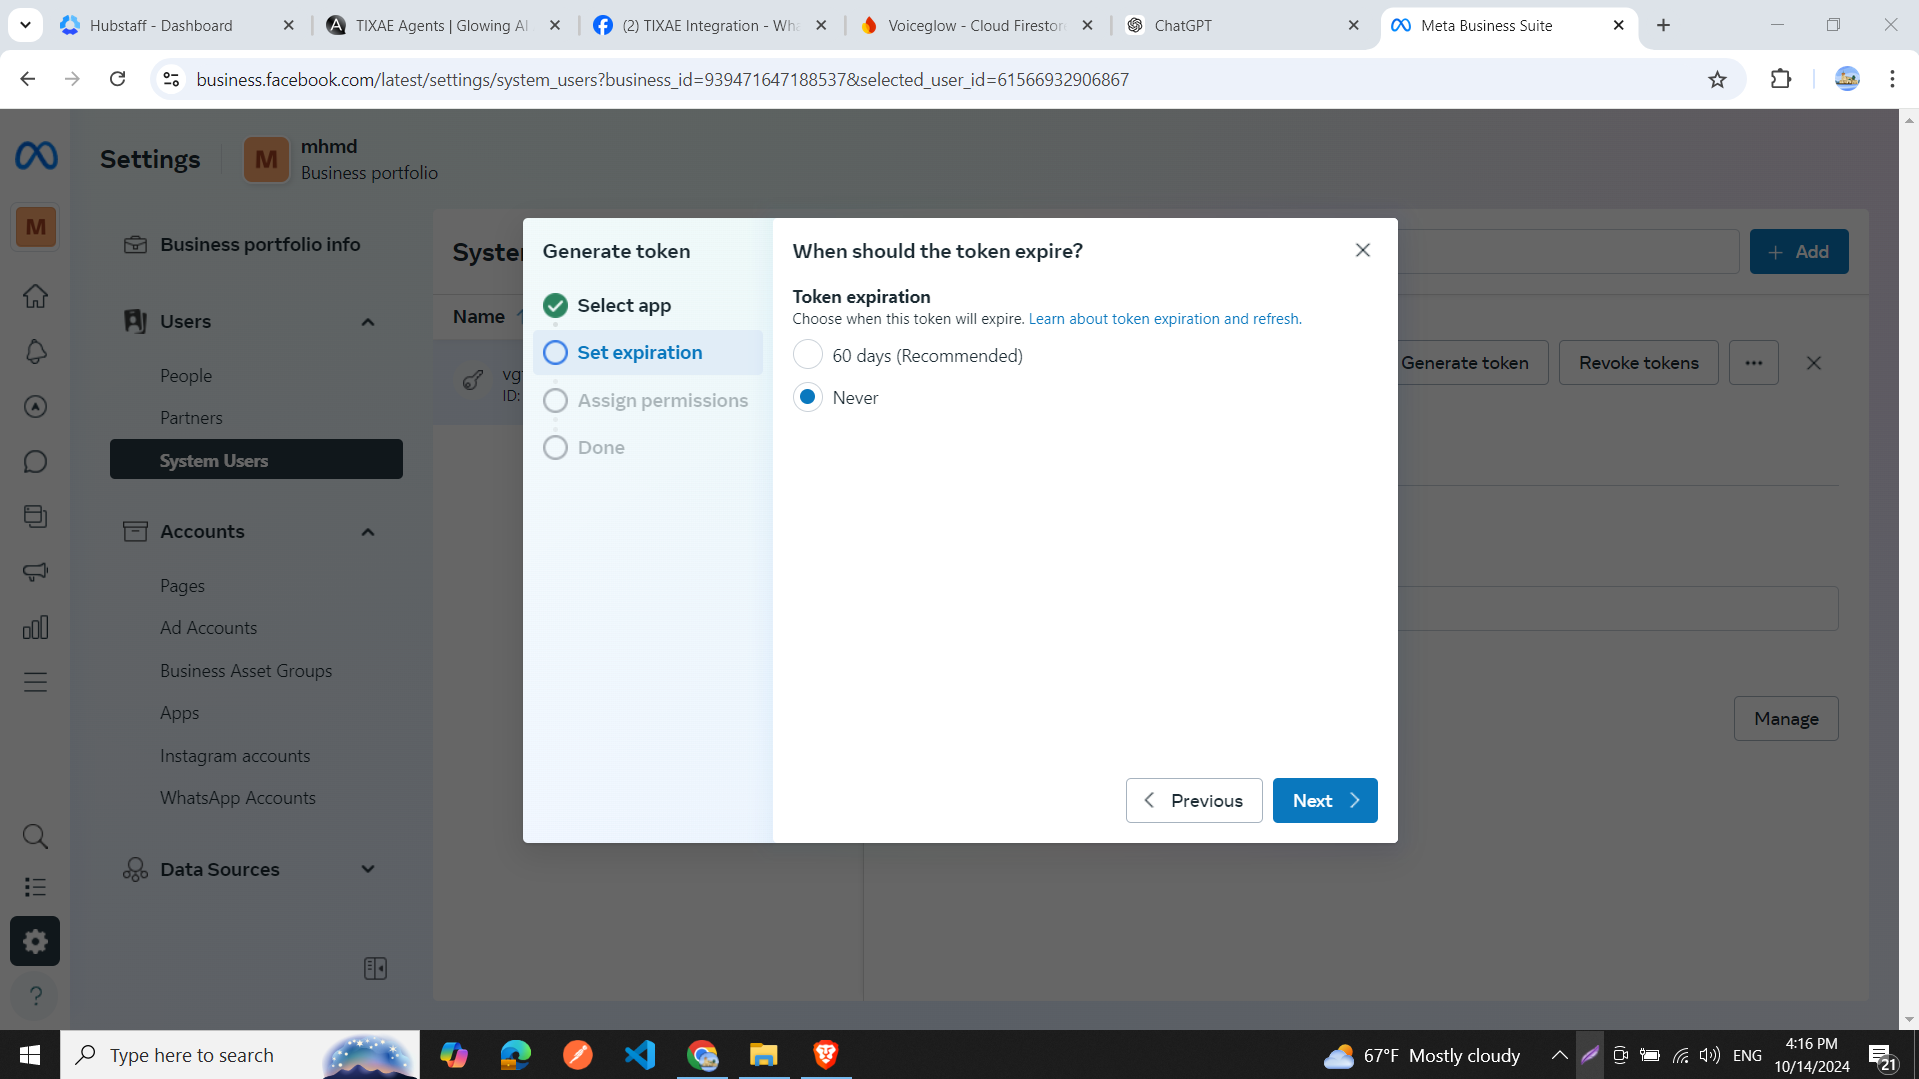 Hubstaff - Dashboard
TIXAE Agents | Glowing AI
(2) TIXAE Integration - Wha
Voiceglow - Cloud Firestor
ChatGPT
Meta Business Suite
business.facebook.com/latest/settings/system_users?business_id=939471647188537&selected_user_id=61566932906867
Settings
M
mhmd
Business portfolio
M
Business portfolio info
Users
People
Partners
System Users
Accounts
Pages
Ad Accounts
Business Asset Groups
Apps
Instagram accounts
WhatsApp Accounts
Data Sources
?
Syste
+ Add
Name
vg
ID:
Generate token
Revoke tokens
Manage
Generate token
Select app
Set expiration
Assign permissions
Done
When should the token expire?
Token expiration
Choose when this token will expire. Learn about token expiration and refresh.
60 days (Recommended)
Never
Previous
Next
Type here to search
67°F Mostly cloudy
ENG
4:16 PM
10/14/2024
21